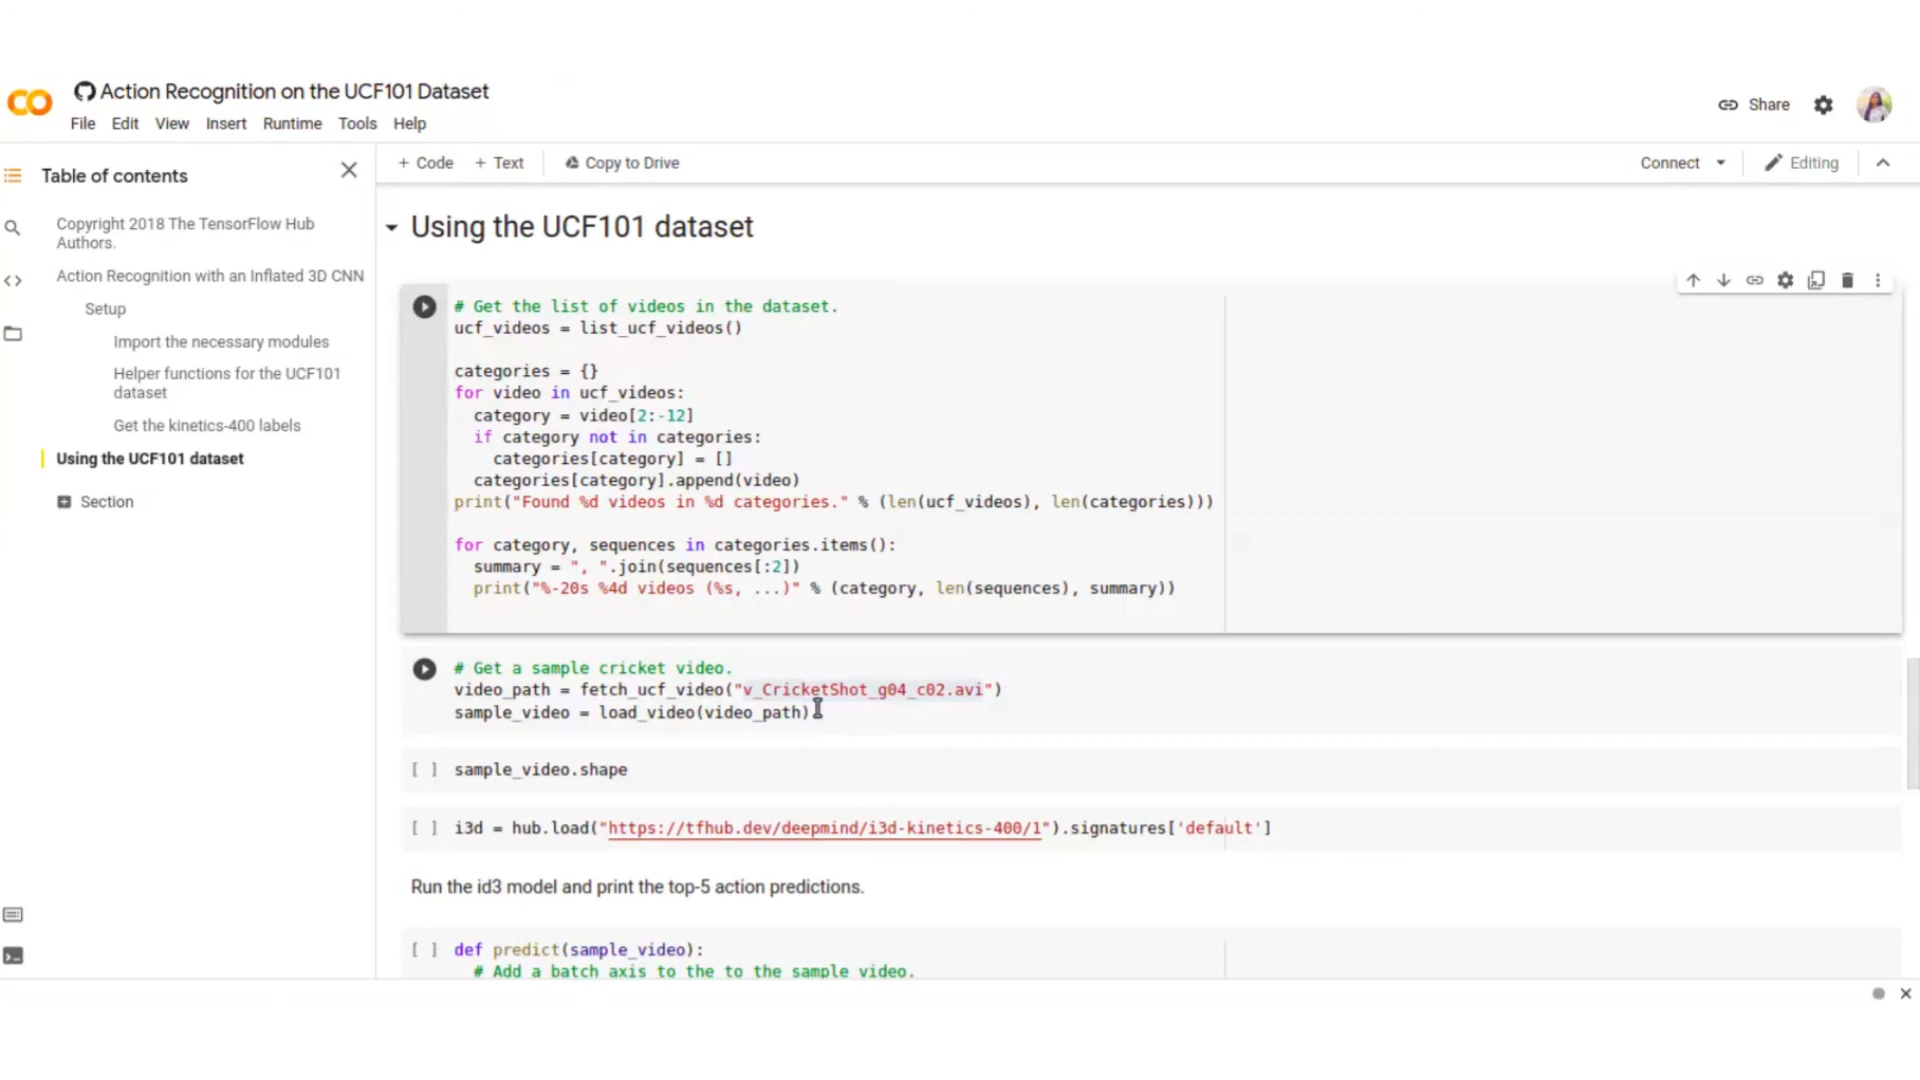 Action Recognition on the UCF101 Dataset
File Edit View Insert Runtime Tools Help
Share
Table of contents
+ Code + Text Copy to Drive
Connect Editing
Copyright 2018 The TensorFlow Hub
Authors.
Action Recognition with an Inflated 3D CNN
Setup
Import the necessary modules
Helper functions for the UCF101
dataset
Get the kinetics-400 labels
Using the UCF101 dataset
Section
Using the UCF101 dataset
# Get the list of videos in the dataset.
ucf_videos = list_ucf_videos()
categories = {}
for video in ucf_videos:
category = video[2:-12]
if category not in categories:
categories[category] = []
categories[category].append(video)
print("Found %d videos in %d categories." % (len(ucf_videos), len(categories)))
for category, sequences in categories.items():
summary = ", ".join(sequences[:2])
print("%-20s %4d videos (%s, ...)" % (category, len(sequences), summary))
# Get a sample cricket video.
video_path = fetch_ucf_video("v_CricketShot_g04_c02.avi")
sample_video = load_video(video_path)
[ ] sample_video.shape
[ ] i3d = hub.load("https://tfhub.dev/deepmind/i3d-kinetics-400/1").signatures['default']
Run the id3 model and print the top-5 action predictions.
[ ] def predict(sample_video):
# Add a batch axis to the to the sample video.